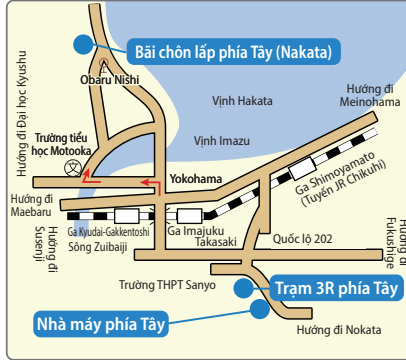 Bãi chôn lấp phía Tây (Nakata)
Obaru Nishi
Hướng đi Đại học Kyushu
Vịnh Hakata
Hướng đi
Meinohama
Trường tiểu
học Motooka
Vịnh Imazu
文
Yokohama
Ga Shimoyamato
(Tuyến JR Chikuhi)
Hướng đi
Maebaru
Ga Kyudai-Gakkentoshi
Ga Imajuku
Sông Zuibaiji
Takasaki
Quốc lộ 202
Hướng đi
Susenji
Hướng đi
Fukushige
Trường THPT Sanyo
Trạm 3R phía Tây
Nhà máy phía Tây
Hướng đi Nokata